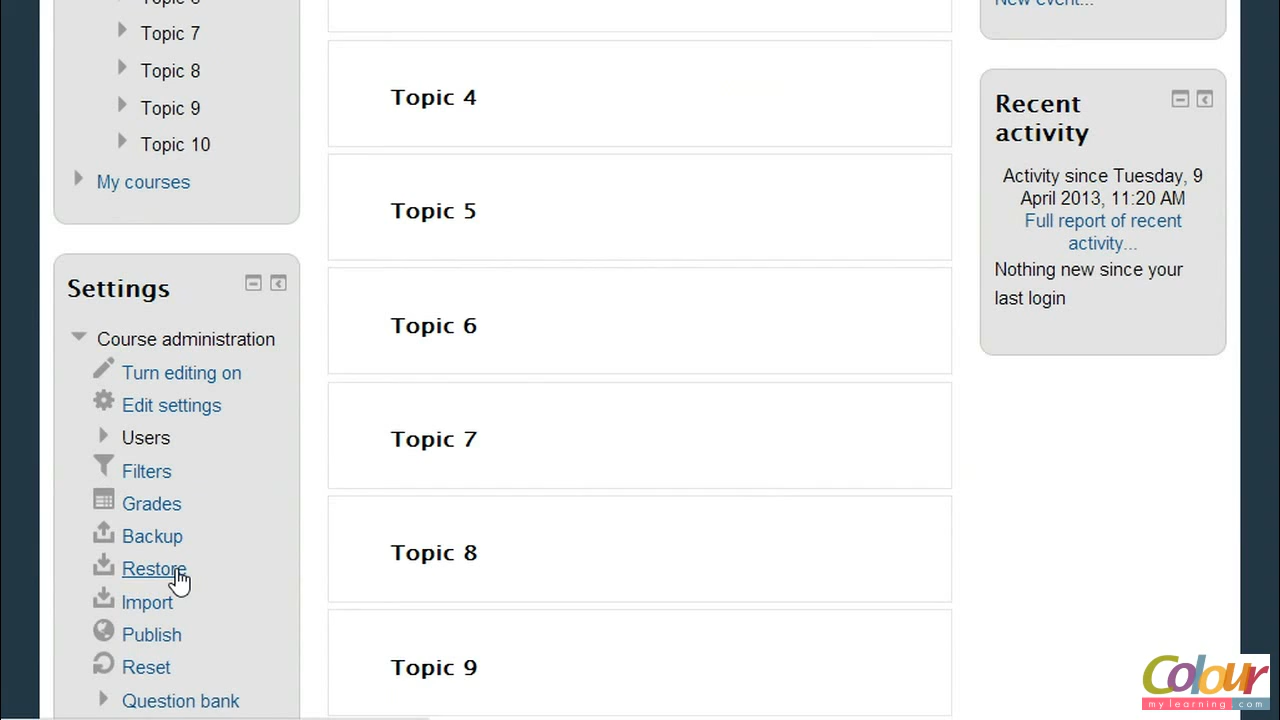 Topic 7
Topic 8
Topic 9
Topic 10
My courses
Settings
Course administration
Turn editing on
Edit settings
Users
Filters
Grades
Backup
Restore
Import
Publish
Reset
Question bank
Topic 4
Topic 5
Topic 6
Topic 7
Topic 8
Topic 9
New event...
Recent
activity
Activity since Tuesday, 9
April 2013, 11:20 AM
Full report of recent
activity...
Nothing new since your
last login
Colour
my learning . com